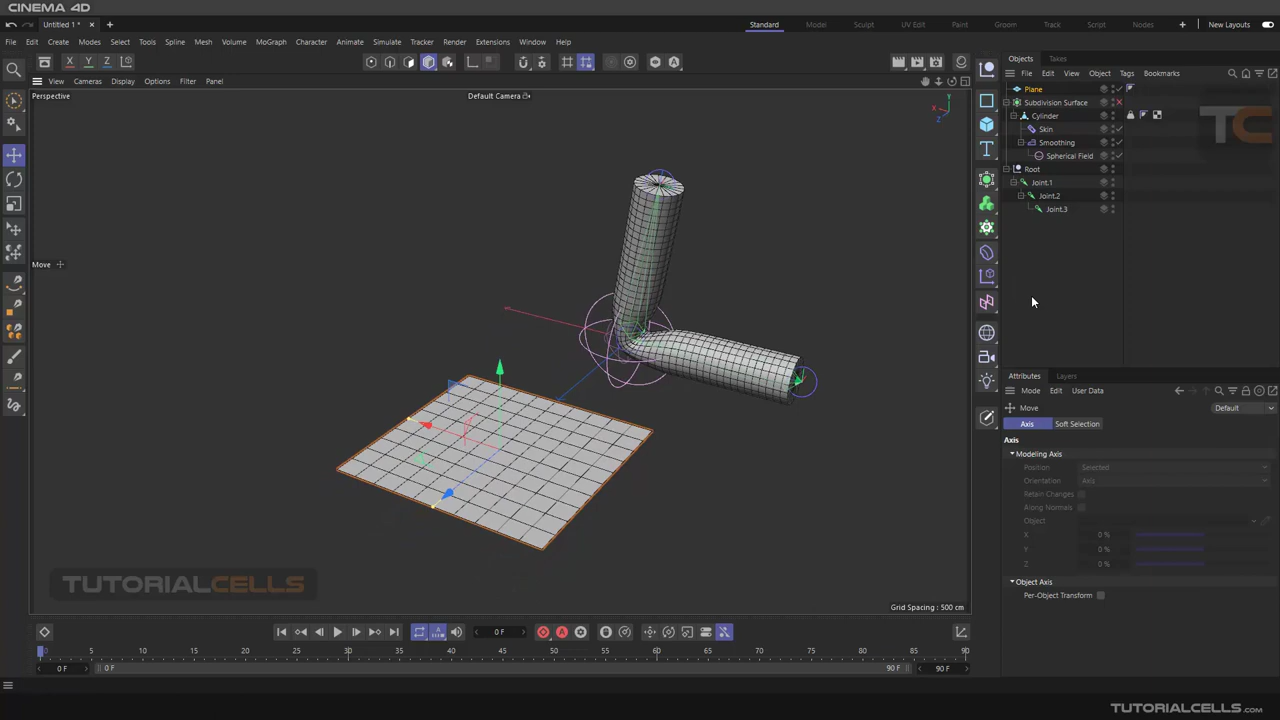 CINEMA 4D
Untitled 1 *
Standard
Model
Sculpt
UV Edit
Paint
Groom
Track
Script
Nodes
New Layouts
File Edit Create Modes Select Tools Spline Mesh Volume MoGraph Character Animate Simulate Tracker Render Extensions Window Help
X Y Z
View Cameras Display Options Filter Panel
Perspective
Default Camera
Y
X
Z
Move
Objects Takes
File Edit View Object Tags Bookmarks
Plane
Subdivision Surface
Cylinder
Skin
Smoothing
Spherical Field
Root
Joint.1
Joint.2
Joint.3
TC
Attributes Layers
Mode Edit User Data
Move
Default
Axis Soft Selection
Axis
Modeling Axis
Position Selected
Orientation Axis
Retain Changes
Along Normals
Object
X 0 %
Y 0 %
Z 0 %
Object Axis
Per-Object Transform
TUTORIALCELLS
Grid Spacing : 500 cm
0 F
0 5 10 15 20 25 30 35 40 45 50 55 60 65 70 75 80 85 90
0 F 0 F 90 F 90 F
TUTORIALCELLS.COM